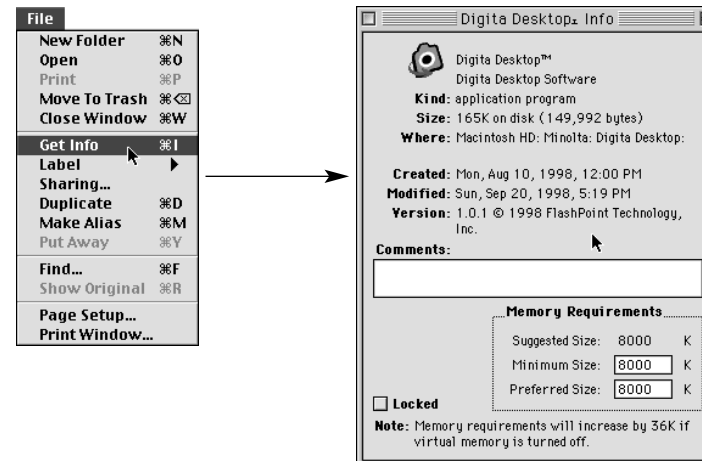 File
New Folder ⌘N
Open ⌘O
Print ⌘P
Move To Trash ⌘⌫
Close Window ⌘W
Get Info ⌘I
Label
Sharing...
Duplicate ⌘D
Make Alias ⌘M
Put Away ⌘Y
Find... ⌘F
Show Original ⌘R
Page Setup...
Print Window...
Digita Desktop™ Info
Digita Desktop™
Digita Desktop Software
Kind: application program
Size: 165K on disk (149,992 bytes)
Where: Macintosh HD: Minolta: Digita Desktop:
Created: Mon, Aug 10, 1998, 12:00 PM
Modified: Sun, Sep 20, 1998, 5:19 PM
Version: 1.0.1 © 1998 FlashPoint Technology,
Inc.
Comments:
Memory Requirements
Suggested Size: 8000 K
Minimum Size: 8000 K
Preferred Size: 8000 K
Locked
Note: Memory requirements will increase by 36K if
virtual memory is turned off.